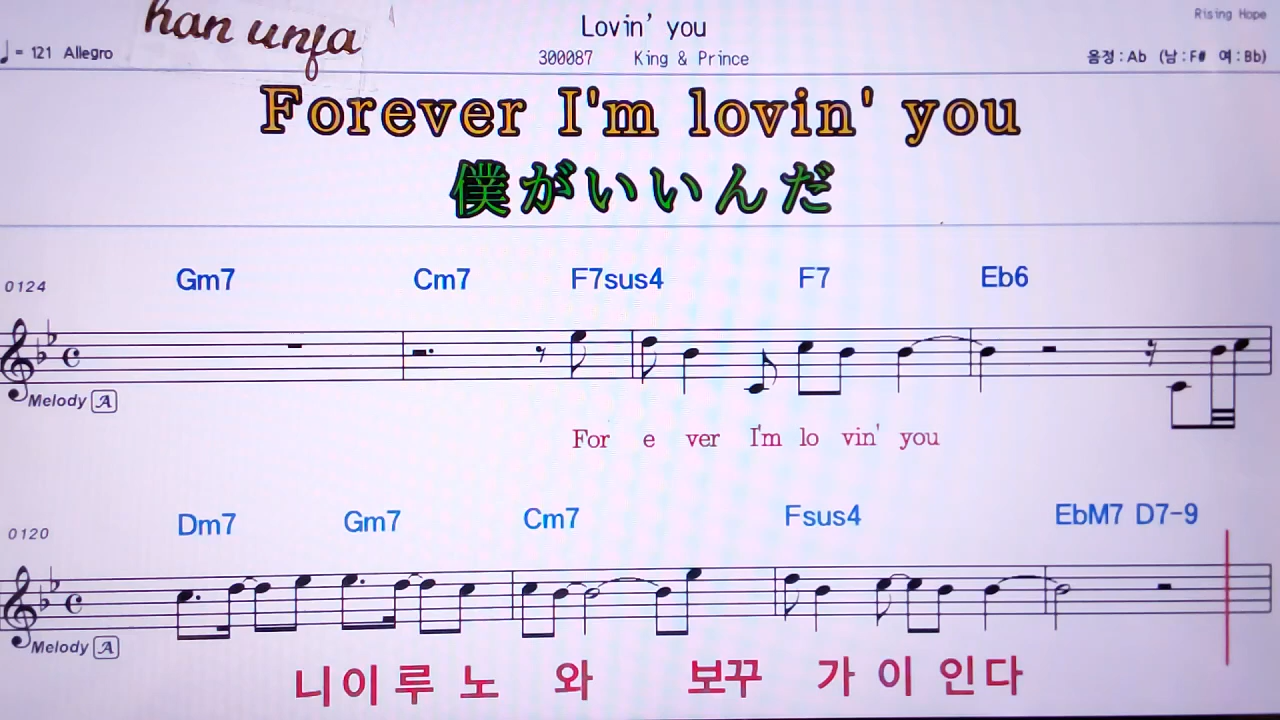 han unja
Lovin' you
Rising Hope
♩= 121 Allegro
300087 King & Prince
음정:Ab (남:F# 여:Bb)
Forever I'm lovin' you
僕がいいんだ
0124 Gm7 Cm7 F7sus4 F7 Eb6
Melody A
For e ver I'm lo vin' you
0120 Dm7 Gm7 Cm7 Fsus4 EbM7 D7-9
Melody A
니이루 노 와 보꾸 가 이 인다